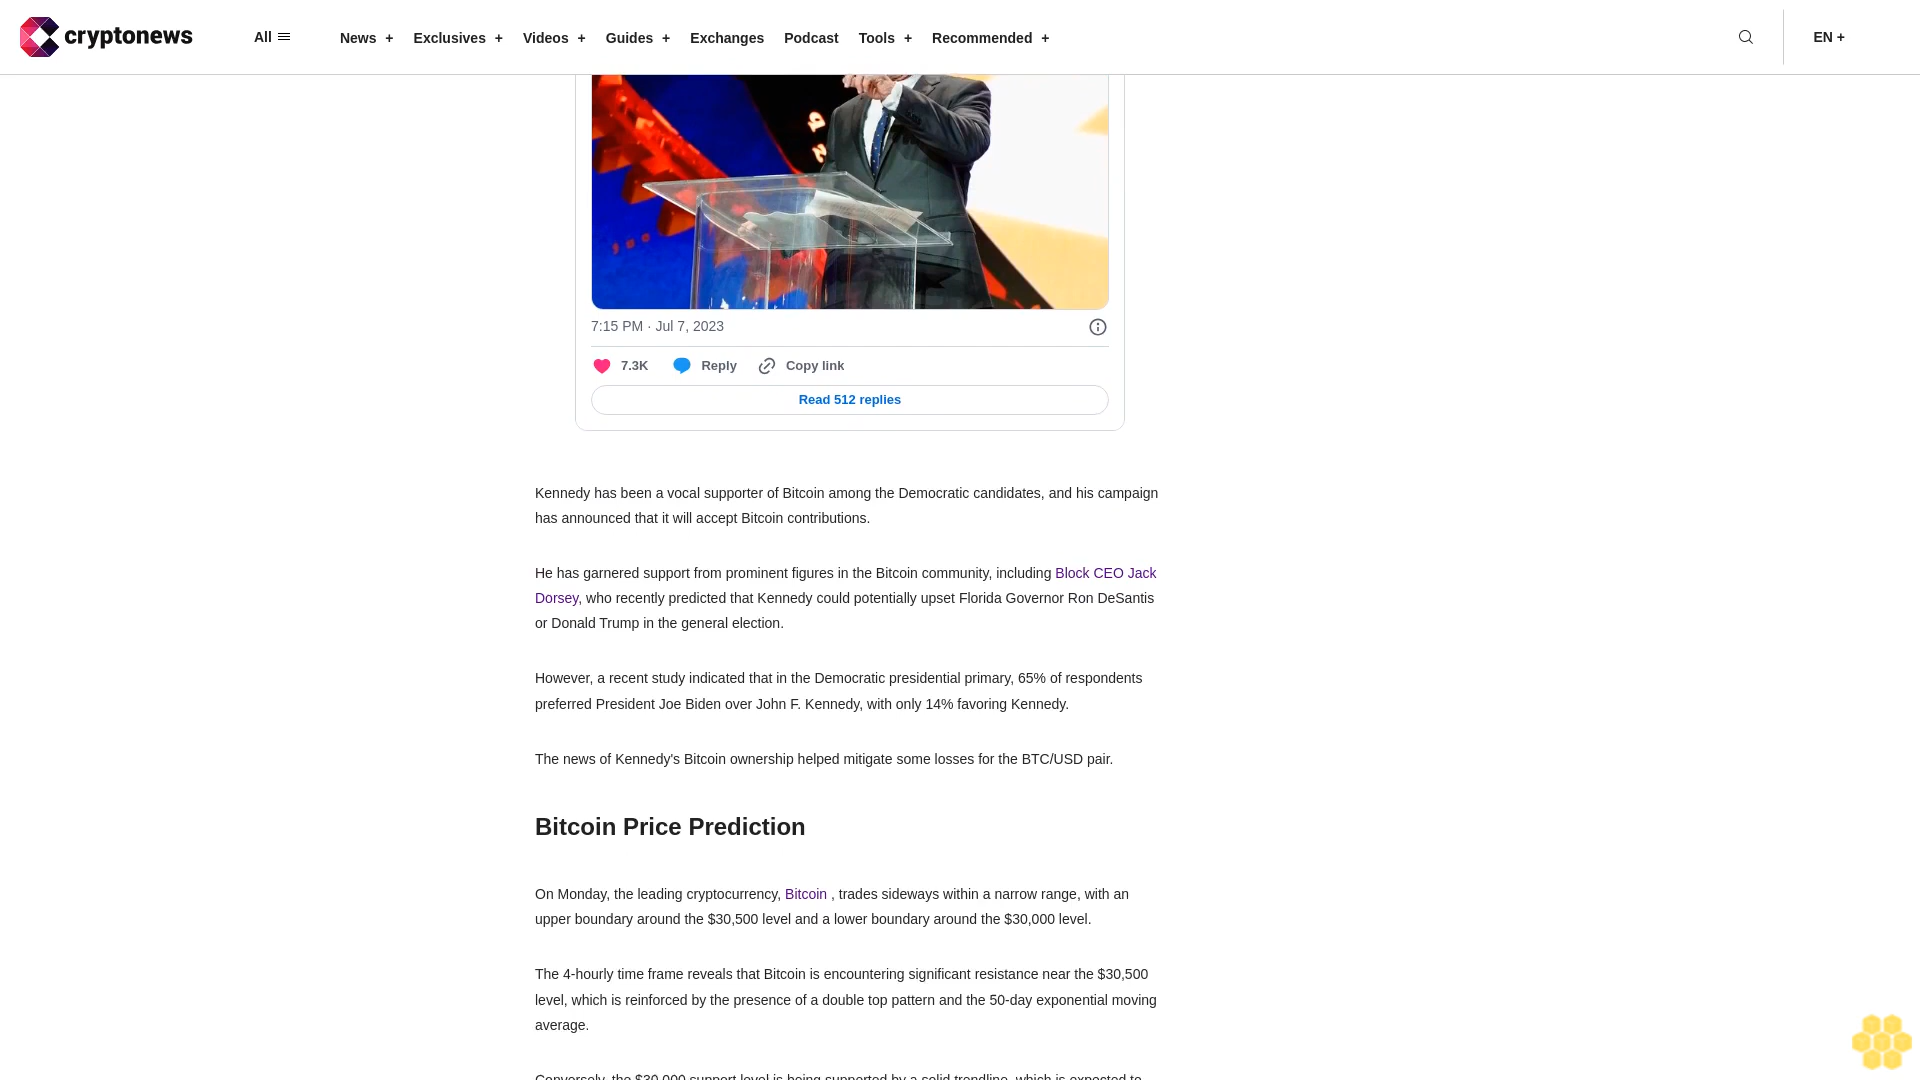 cryptonews
All
News +
Exclusives +
Videos +
Guides +
Exchanges
Podcast
Tools +
Recommended +
EN +
7:15 PM · Jul 7, 2023
7.3K
Reply
Copy link
Read 512 replies
Kennedy has been a vocal supporter of Bitcoin among the Democratic candidates, and his campaign
has announced that it will accept Bitcoin contributions.
He has garnered support from prominent figures in the Bitcoin community, including Block CEO Jack
Dorsey, who recently predicted that Kennedy could potentially upset Florida Governor Ron DeSantis
or Donald Trump in the general election.
However, a recent study indicated that in the Democratic presidential primary, 65% of respondents
preferred President Joe Biden over John F. Kennedy, with only 14% favoring Kennedy.
The news of Kennedy's Bitcoin ownership helped mitigate some losses for the BTC/USD pair.
Bitcoin Price Prediction
On Monday, the leading cryptocurrency, Bitcoin , trades sideways within a narrow range, with an
upper boundary around the $30,500 level and a lower boundary around the $30,000 level.
The 4-hourly time frame reveals that Bitcoin is encountering significant resistance near the $30,500
level, which is reinforced by the presence of a double top pattern and the 50-day exponential moving
average.
Conversely, the $30,000 support level is being supported by a solid trendline, which is expected to